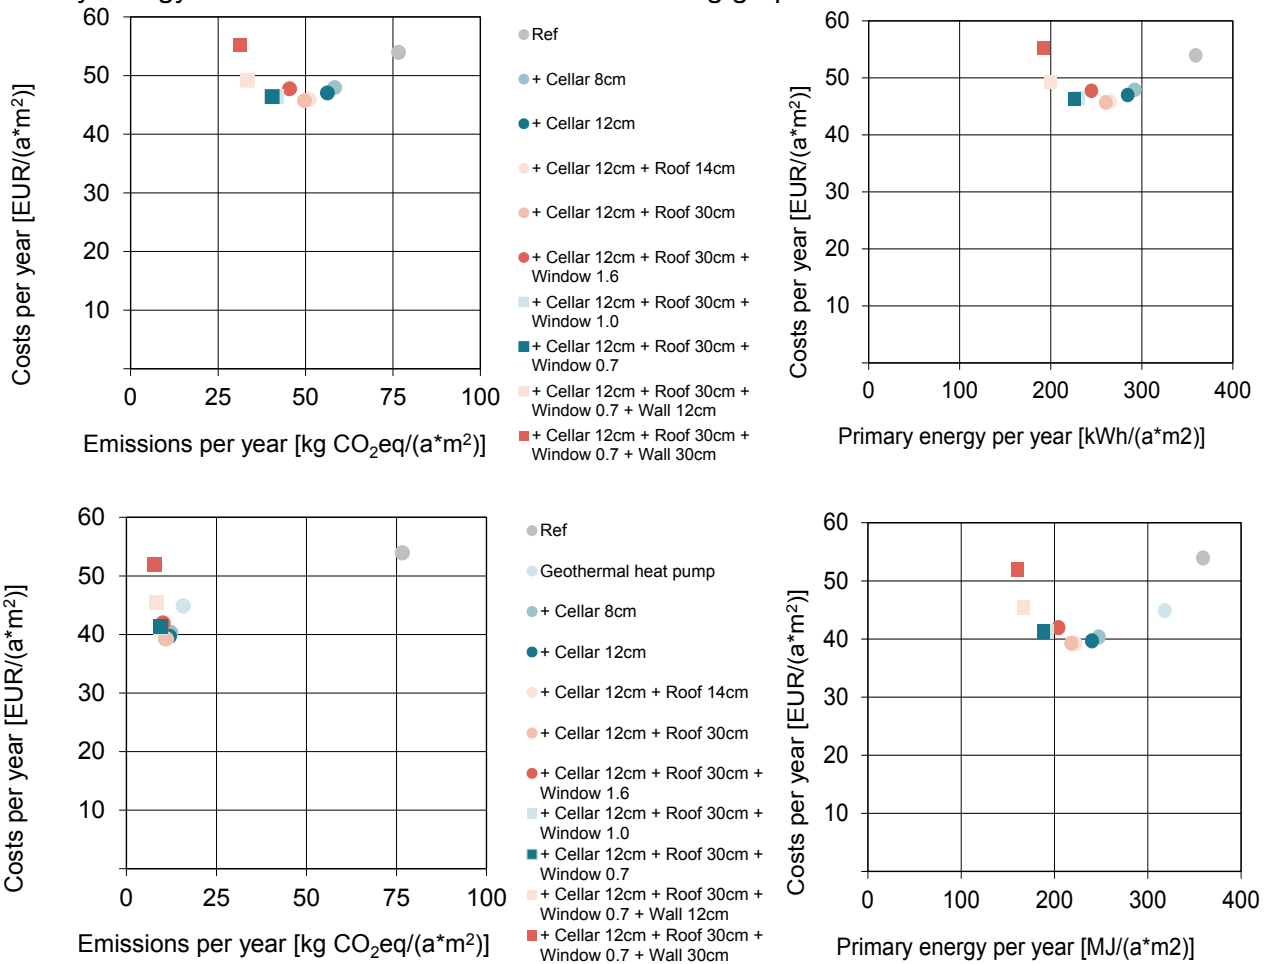 60
50
40
30
20
10
0
25
50
75
100
Costs per year [EUR/(a*m²)]
Emissions per year [kg CO₂eq/(a*m²)]
Ref
+ Cellar 8cm
+ Cellar 12cm
+ Cellar 12cm + Roof 14cm
+ Cellar 12cm + Roof 30cm
+ Cellar 12cm + Roof 30cm +
Window 1.6
+ Cellar 12cm + Roof 30cm +
Window 1.0
+ Cellar 12cm + Roof 30cm +
Window 0.7
+ Cellar 12cm + Roof 30cm +
Window 0.7 + Wall 12cm
+ Cellar 12cm + Roof 30cm +
Window 0.7 + Wall 30cm
60
50
40
30
20
10
0
100
200
300
400
Costs per year [EUR/(a*m²)]
Primary energy per year [kWh/(a*m2)]
60
50
40
30
20
10
0
25
50
75
100
Costs per year [EUR/(a*m²)]
Emissions per year [kg CO₂eq/(a*m²)]
Ref
Geothermal heat pump
+ Cellar 8cm
+ Cellar 12cm
+ Cellar 12cm + Roof 14cm
+ Cellar 12cm + Roof 30cm
+ Cellar 12cm + Roof 30cm +
Window 1.6
+ Cellar 12cm + Roof 30cm +
Window 1.0
+ Cellar 12cm + Roof 30cm +
Window 0.7
+ Cellar 12cm + Roof 30cm +
Window 0.7 + Wall 12cm
+ Cellar 12cm + Roof 30cm +
Window 0.7 + Wall 30cm
60
50
40
30
20
10
0
100
200
300
400
Costs per year [EUR/(a*m²)]
Primary energy per year [MJ/(a*m2)]